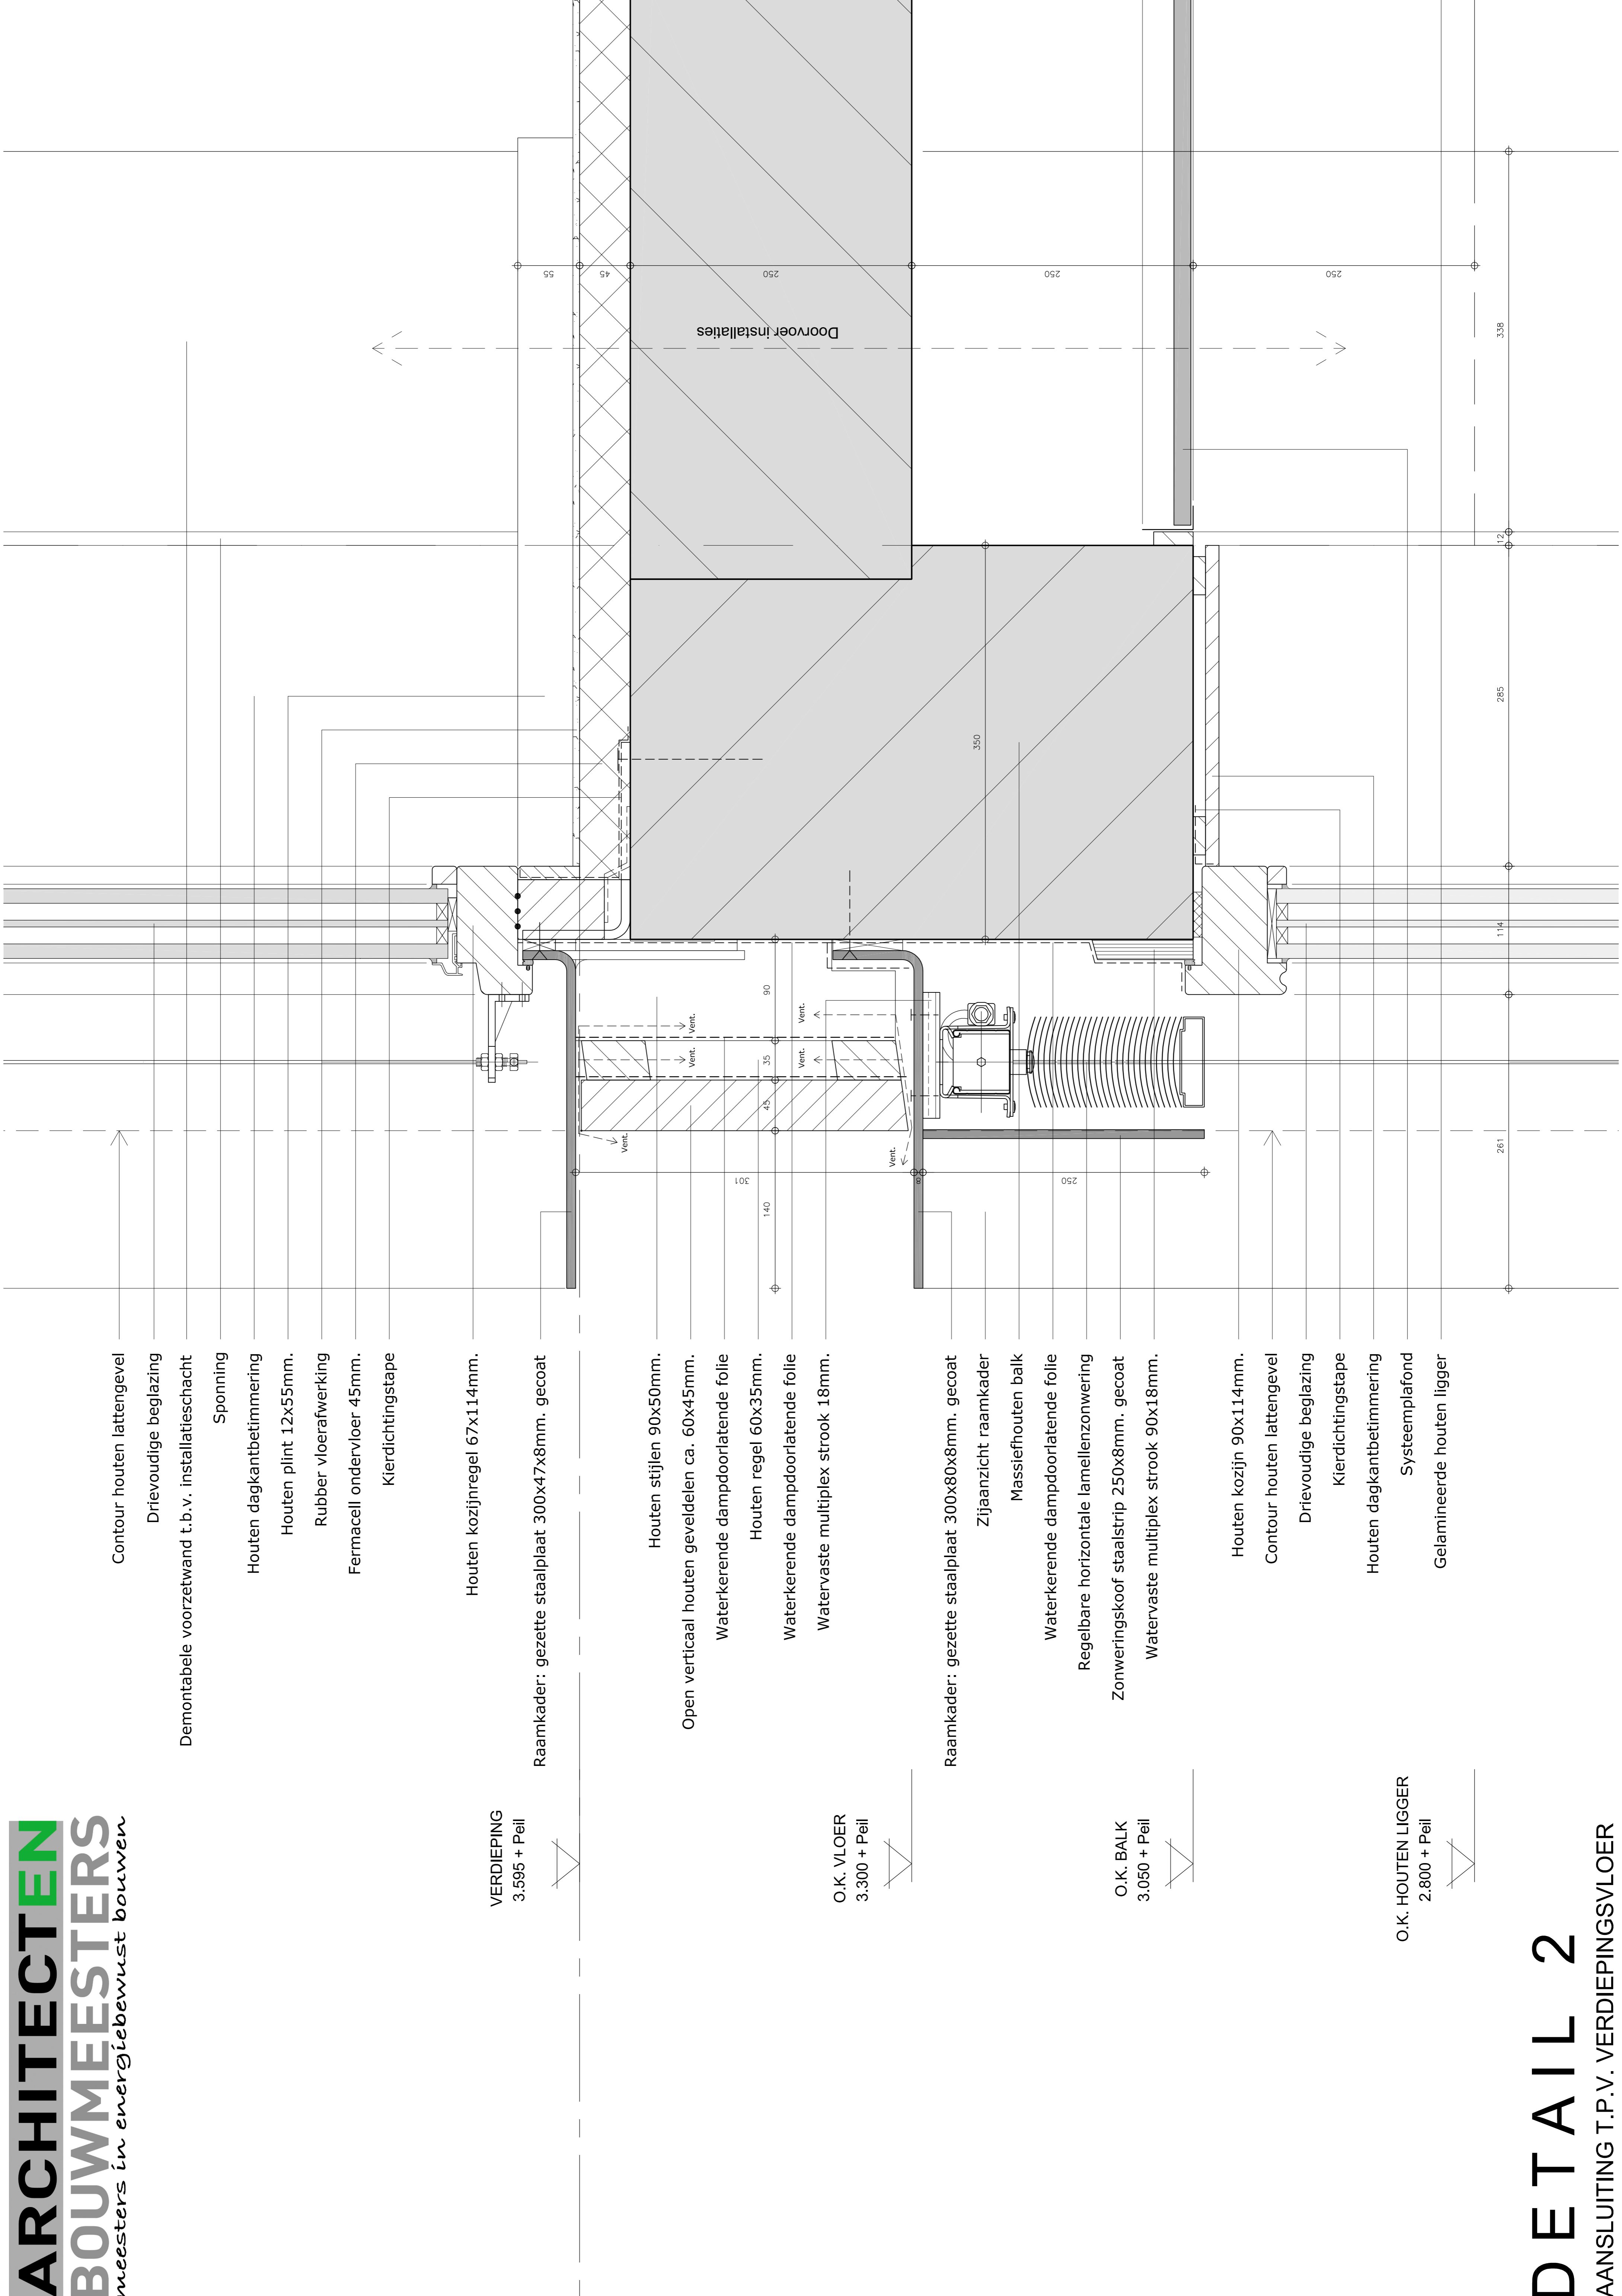 ARCHITECTEN
BOUWMEESTERS
meesters in energiebewust bouwen
Contour houten lattengevel
Drievoudige beglazing
Demontabele voorzetwand t.b.v. installatieschacht
Sponning
Houten dagkantbetimmering
Houten plint 12x55mm.
Rubber vloerafwerking
Fermacell ondervloer 45mm.
Kierdichtingstape
Houten kozijnregel 67x114mm.
Raamkader: gezette staalplaat 300x47x8mm. gecoat
Houten stijlen 90x50mm.
Open verticaal houten geveldelen ca. 60x45mm.
Waterkerende dampdoorlatende folie
Houten regel 60x35mm.
Waterkerende dampdoorlatende folie
Watervaste multiplex strook 18mm.
Raamkader: gezette staalplaat 300x80x8mm. gecoat
Zijaanzicht raamkader
Massiefhouten balk
Waterkerende dampdoorlatende folie
Regelbare horizontale lamellenzonwering
Zonweringskoof staalstrip 250x8mm. gecoat
Watervaste multiplex strook 90x18mm.
Houten kozijn 90x114mm.
Contour houten lattengevel
Drievoudige beglazing
Kierdichtingstape
Houten dagkantbetimmering
Systeemplafond
Gelamineerde houten ligger
VERDIEPING
3.595 + Peil
O.K. VLOER
3.300 + Peil
O.K. BALK
3.050 + Peil
O.K. HOUTEN LIGGER
2.800 + Peil
55
45
250
250
250
Doorvoer installaties
350
90
35
45
140
Vent.
Vent.
Vent.
Vent.
Vent.
Vent.
301
8
250
261
114
285
12
338
DETAIL 2
AANSLUITING T.P.V. VERDIEPINGSVLOER